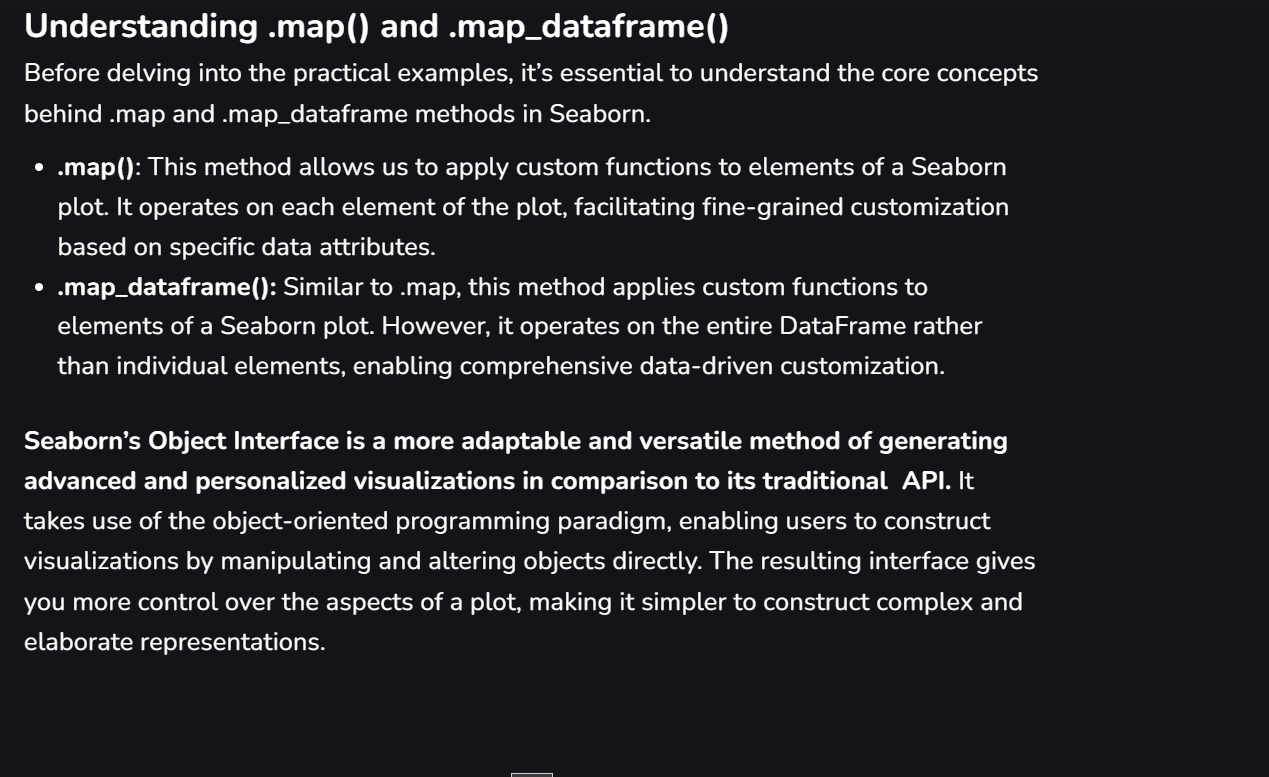 Understanding .map() and .map_dataframe()
Before delving into the practical examples, it’s essential to understand the core concepts
behind .map and .map_dataframe methods in Seaborn.
• .map(): This method allows us to apply custom functions to elements of a Seaborn
plot. It operates on each element of the plot, facilitating fine-grained customization
based on specific data attributes.
• .map_dataframe(): Similar to .map, this method applies custom functions to
elements of a Seaborn plot. However, it operates on the entire DataFrame rather
than individual elements, enabling comprehensive data-driven customization.
Seaborn’s Object Interface is a more adaptable and versatile method of generating
advanced and personalized visualizations in comparison to its traditional  API. It
takes use of the object-oriented programming paradigm, enabling users to construct
visualizations by manipulating and altering objects directly. The resulting interface gives
you more control over the aspects of a plot, making it simpler to construct complex and
elaborate representations.